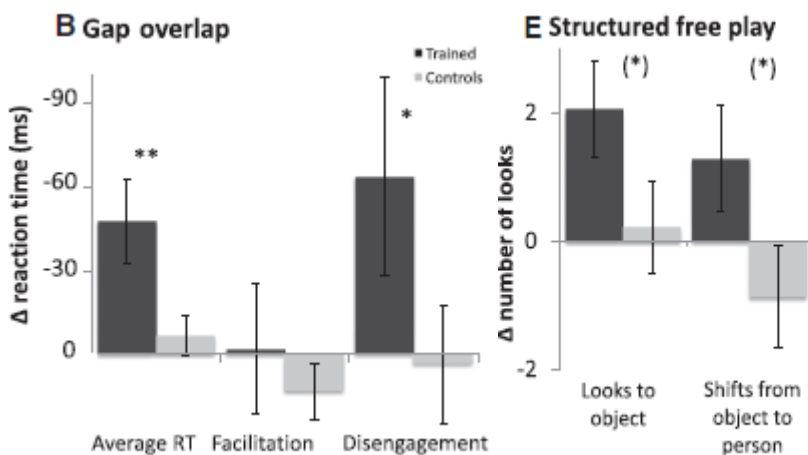 B Gap overlap
Trained
Controls
Δ reaction time (ms)
-90
-60
-30
0
**
*
Average RT Facilitation Disengagement
E Structured free play
(*) (*)
Δ number of looks
2
0
-2
Looks to object
Shifts from object to person